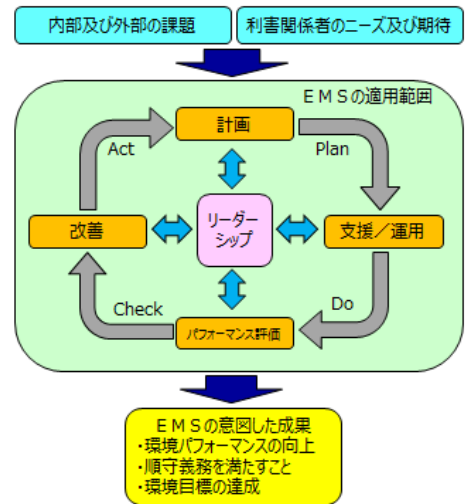 内部及び外部の課題
利害関係者のニーズ及び期待
ＥＭＳの適用範囲
計画
Act
Plan
リーダー
シップ
改善
支援／運用
Check
Do
パフォーマンス評価
ＥＭＳの意図した成果
・環境パフォーマンスの向上
・順守義務を満たすこと
・環境目標の達成